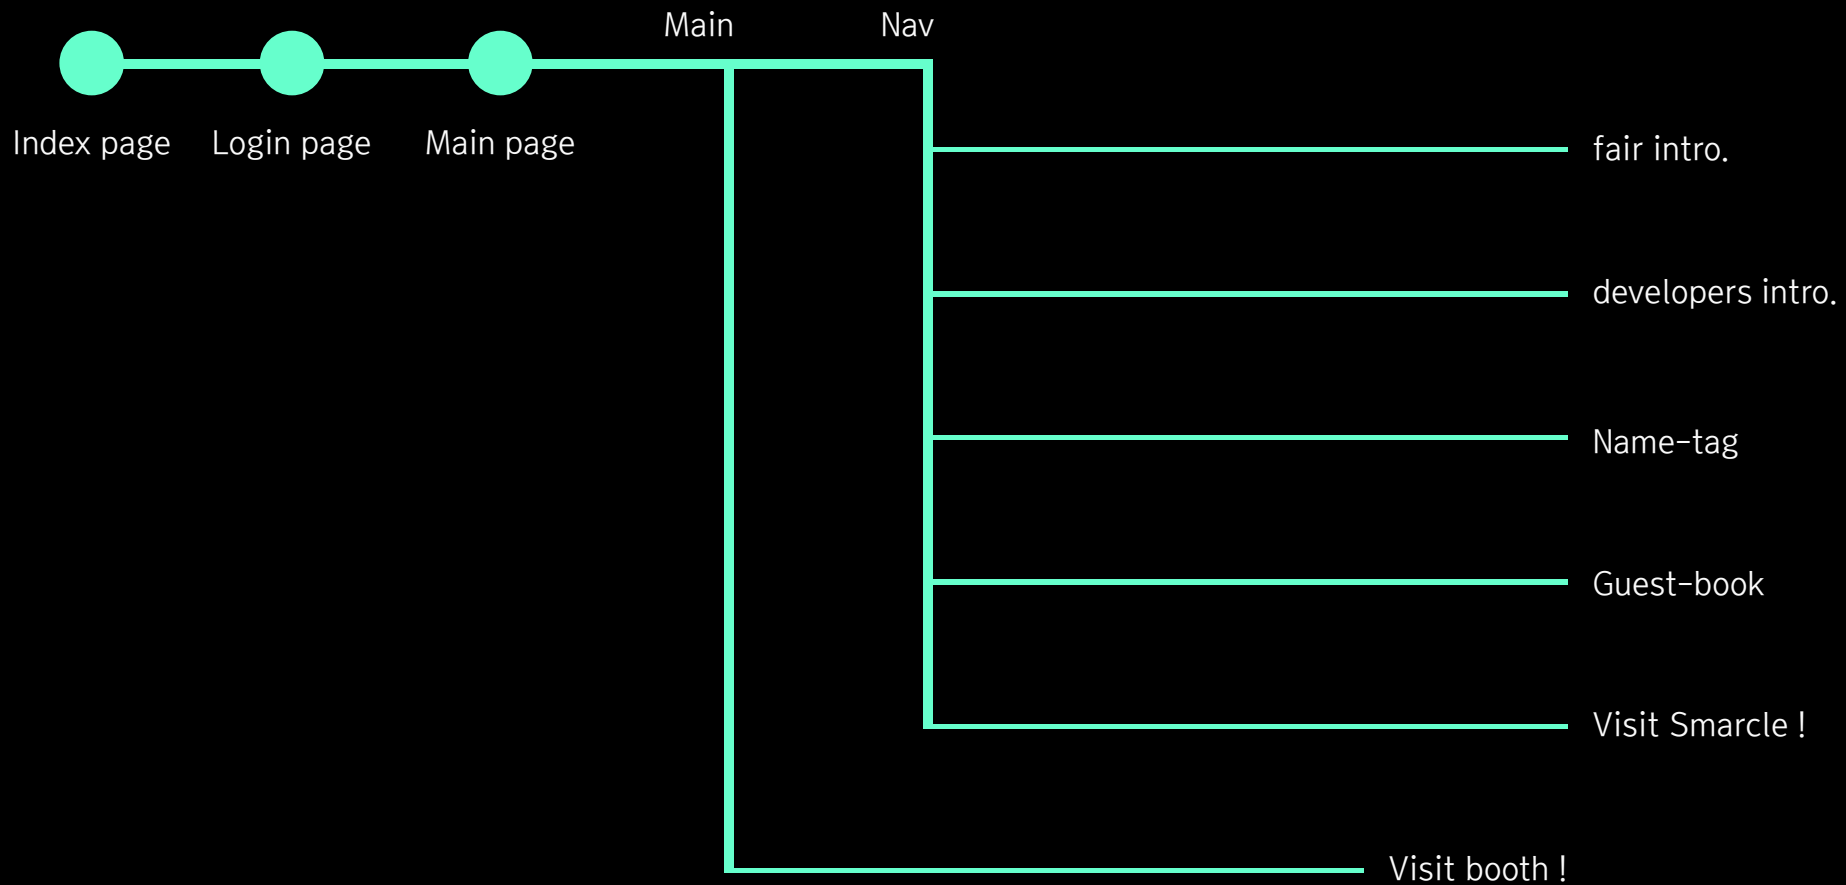 Main
Nav
Index page
Login page
Main page
fair intro.
developers intro.
Name-tag
Guest-book
Visit Smarcle !
Visit booth !